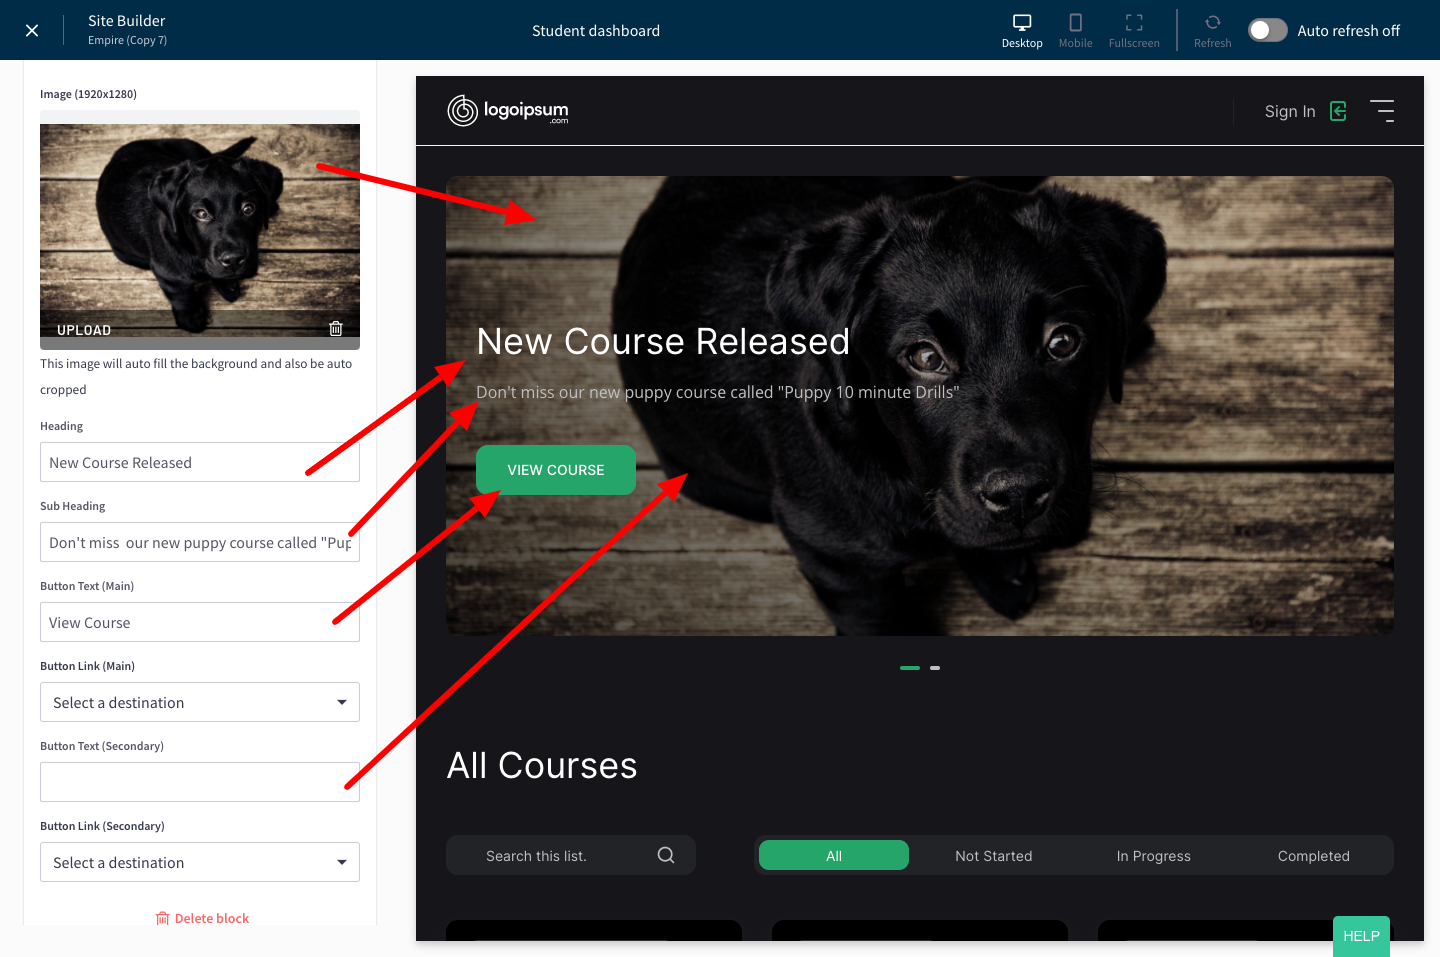 Site Builder
Empire (Copy 7)
Student dashboard
Desktop
Mobile
Fullscreen
Refresh
Auto refresh off
Image (1920x1280)
UPLOAD
This image will auto fill the background and also be auto
cropped
Heading
New Course Released
Sub Heading
Don't miss  our new puppy course called "Pup
Button Text (Main)
View Course
Button Link (Main)
Select a destination
Button Text (Secondary)
Button Link (Secondary)
Select a destination
Delete block
logoipsum
.com
Sign In
New Course Released
Don't miss our new puppy course called "Puppy 10 minute Drills"
VIEW COURSE
All Courses
Search this list.
All
Not Started
In Progress
Completed
HELP